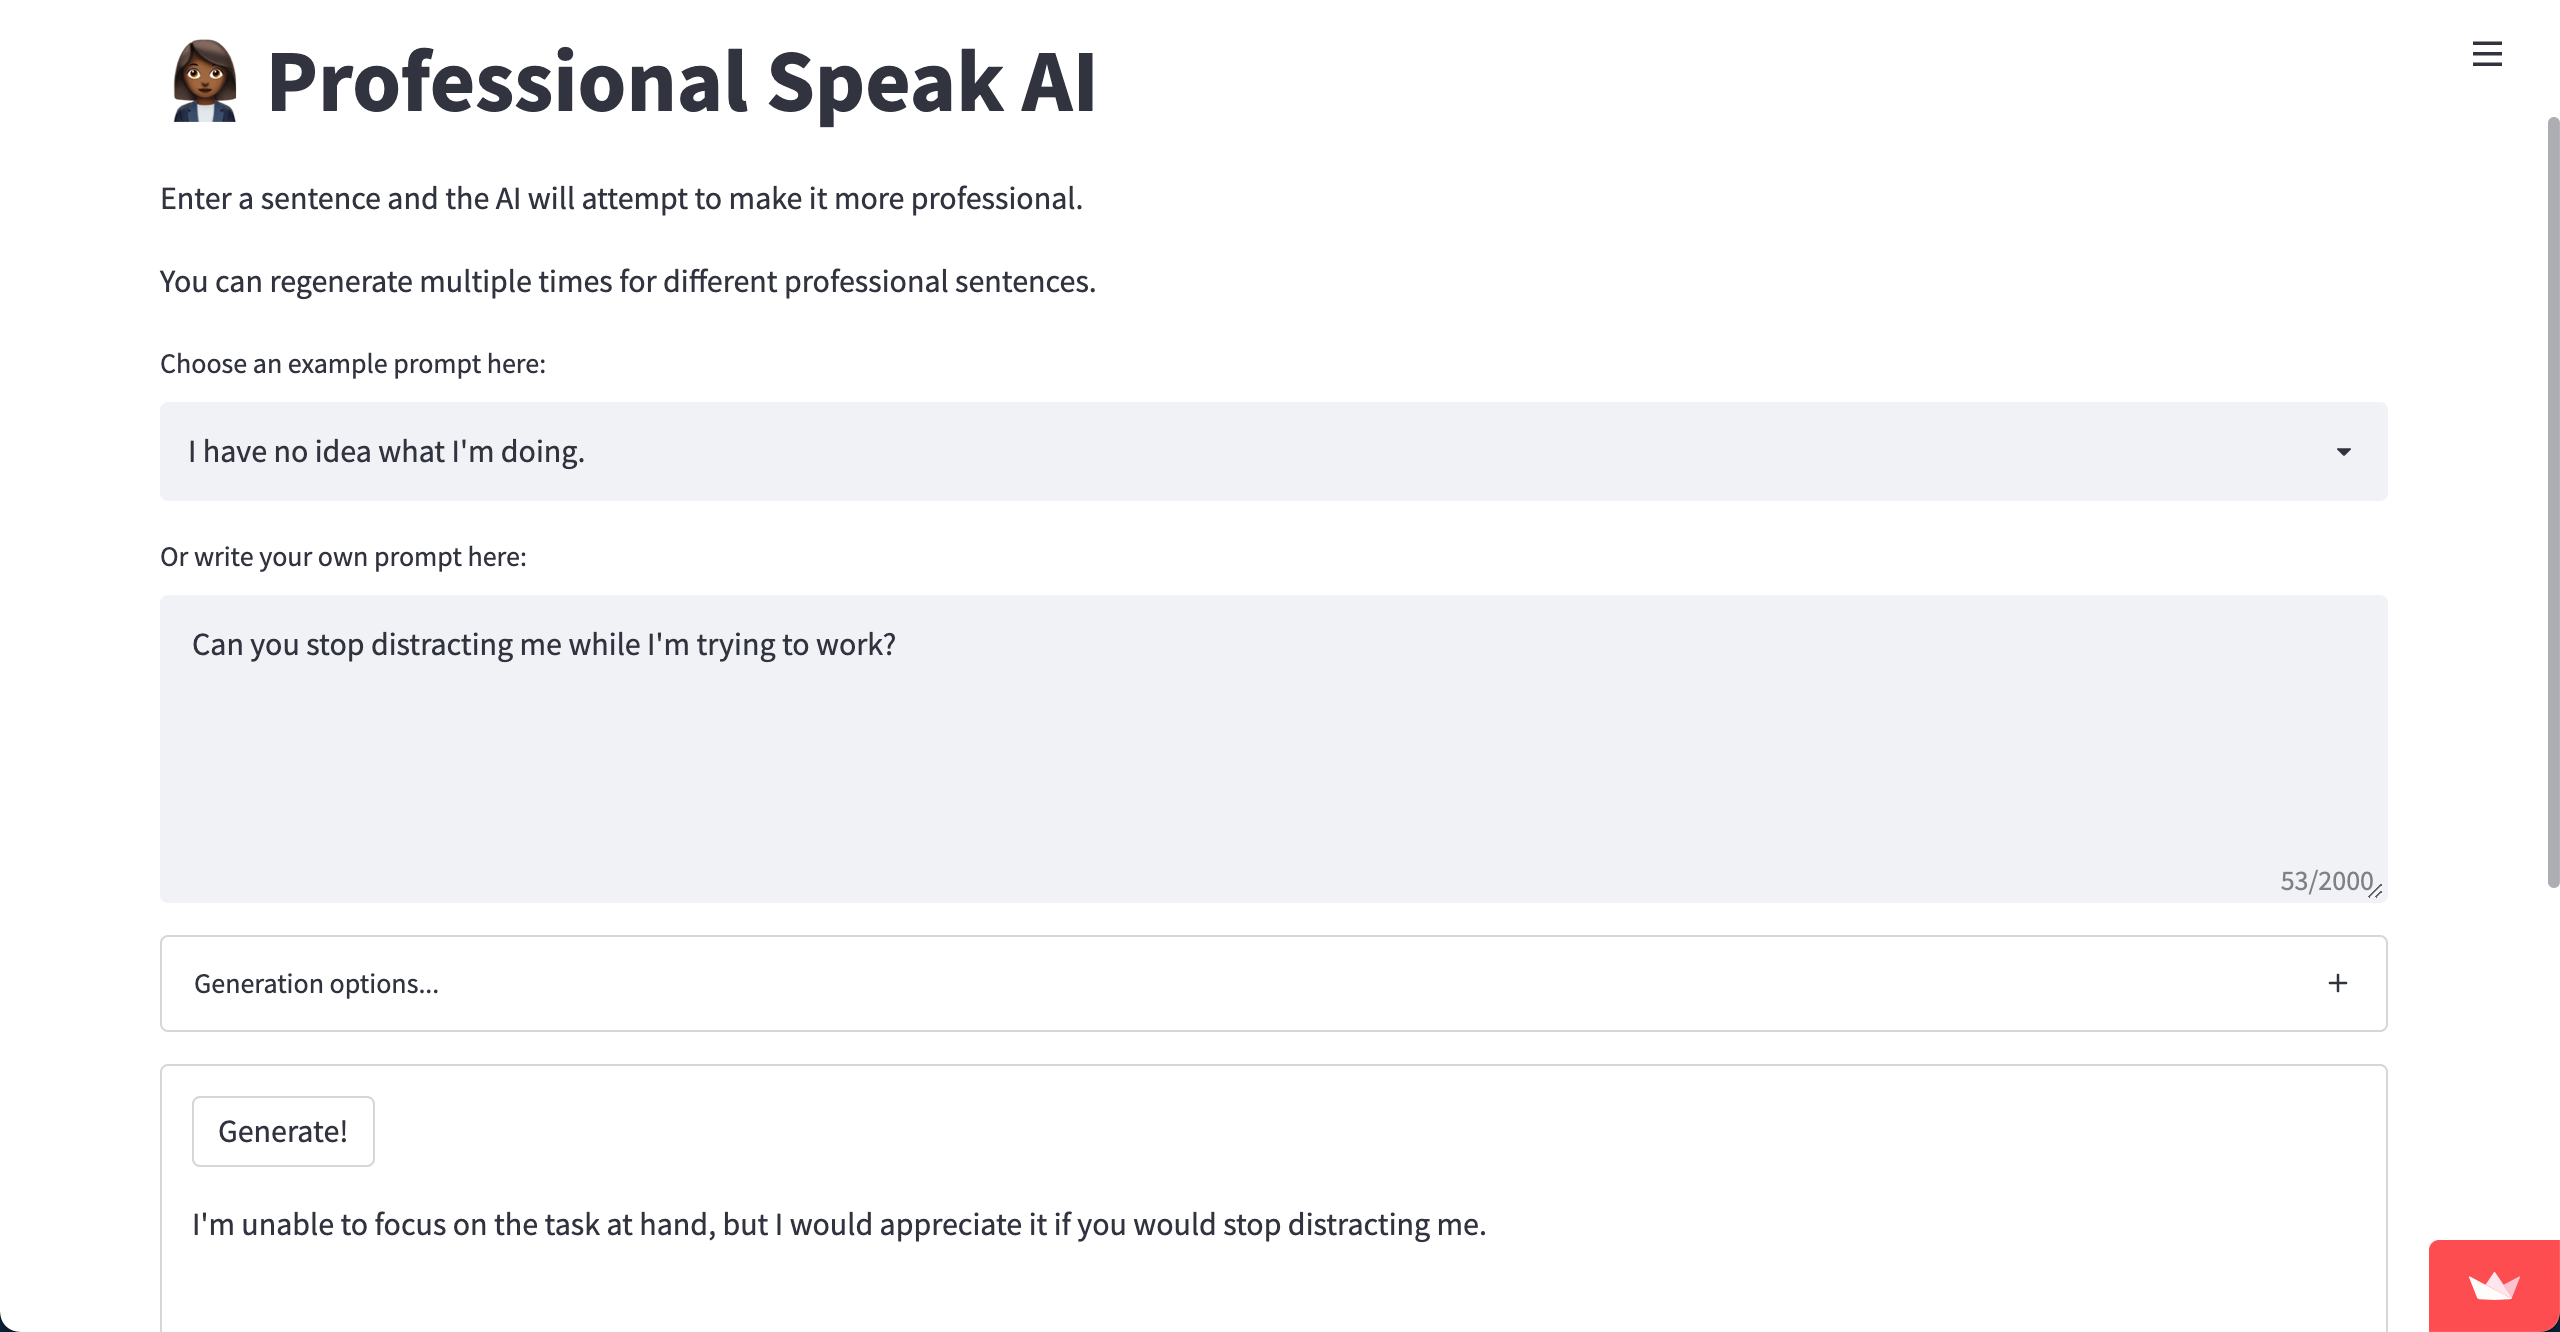 Professional Speak AI
Enter a sentence and the AI will attempt to make it more professional.
You can regenerate multiple times for different professional sentences.
Choose an example prompt here:
I have no idea what I'm doing.
Or write your own prompt here:
Can you stop distracting me while I'm trying to work?
53/2000
Generation options...
Generate!
I'm unable to focus on the task at hand, but I would appreciate it if you would stop distracting me.